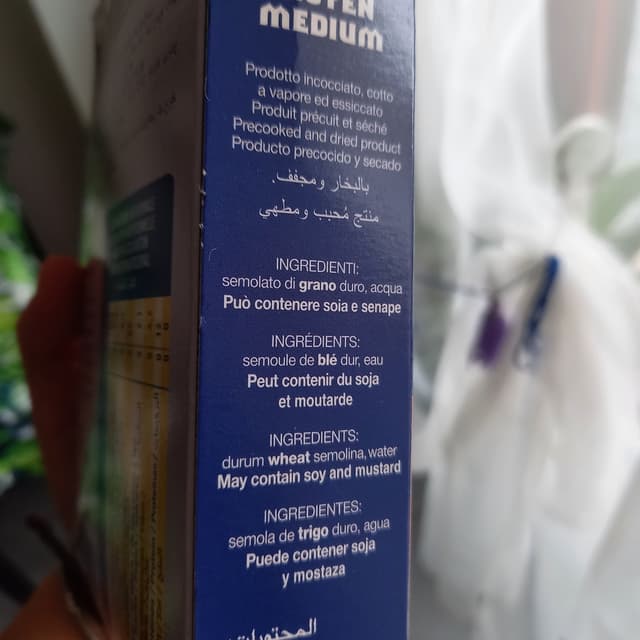 MEDIUM
Prodotto incocciato, cotto
a vapore ed essiccato
Produit précuit et séché
Precooked and dried product
Producto precocido y secado
بالبخار ومجفف.
منتج مُحبب ومطهي
INGREDIENTI:
semolato di grano duro, acqua
Può contenere soia e senape
INGRÉDIENTS:
semoule de blé dur, eau
Peut contenir du soja
et moutarde
INGREDIENTS:
durum wheat semolina, water
May contain soy and mustard
INGREDIENTES:
semola de trigo duro, agua
Puede contener soja
y mostaza
المحتويات: